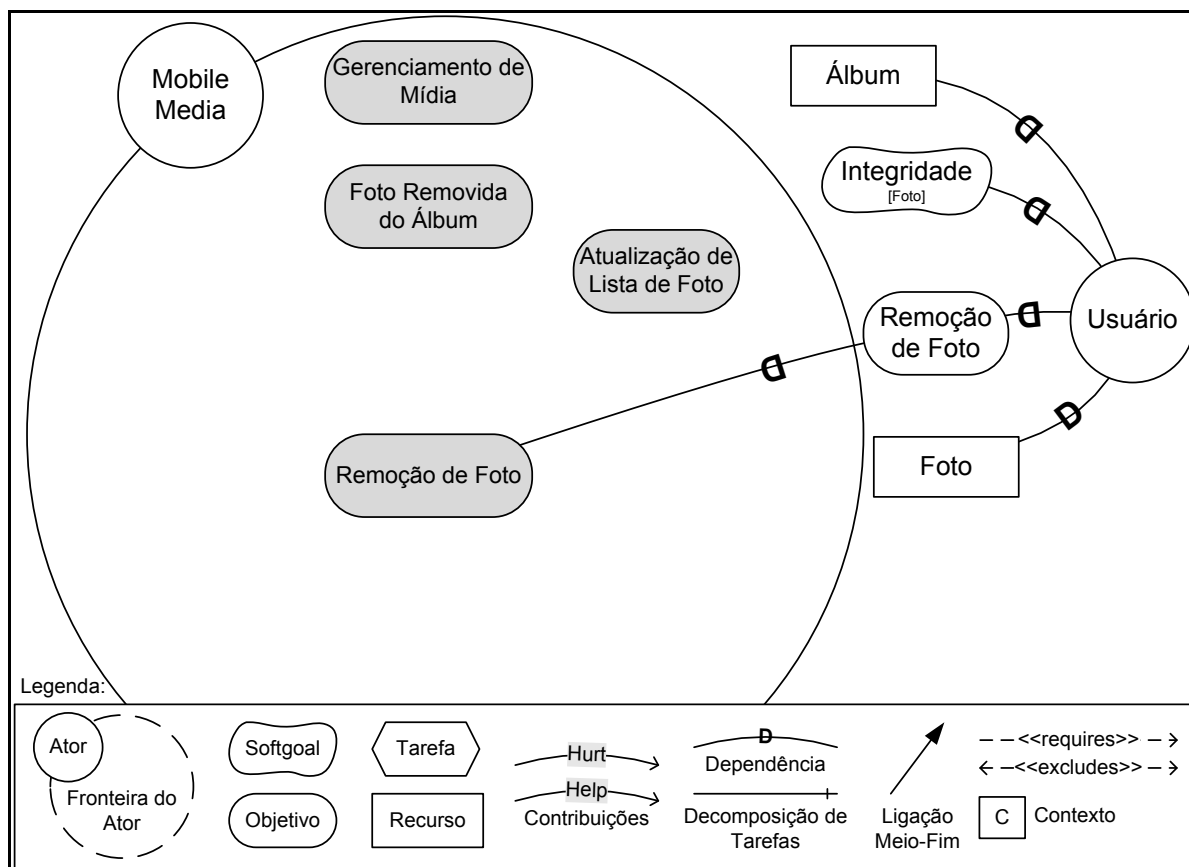 Mobile
Media
Gerenciamento de
Mídia
Foto Removida
do Álbum
Atualização de
Lista de Foto
Remoção de Foto
Álbum
D
Integridade
[Foto]
D
Remoção
de Foto
D
D
Usuário
Foto
D
Legenda:
Ator
Fronteira do
Ator
Softgoal
Objetivo
Tarefa
Recurso
Hurt
Help
Contribuições
D
Dependência
Decomposição de
Tarefas
Ligação
Meio-Fim
<<requires>>
<<excludes>>
C
Contexto